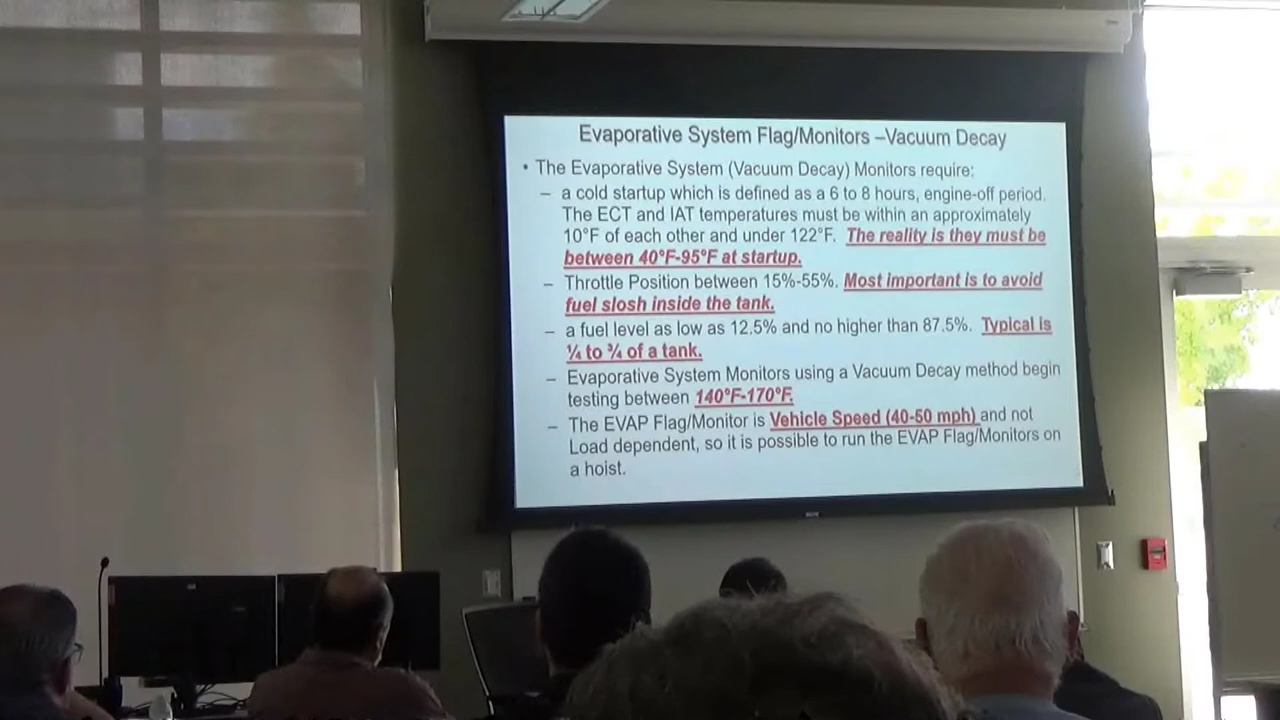 Evaporative System Flag/Monitors –Vacuum Decay
• The Evaporative System (Vacuum Decay) Monitors require:
– a cold startup which is defined as a 6 to 8 hours, engine-off period.
The ECT and IAT temperatures must be within an approximately
10°F of each other and under 122°F. The reality is they must be
between 40°F-95°F at startup.
– Throttle Position between 15%-55%. Most important is to avoid
fuel slosh inside the tank.
– a fuel level as low as 12.5% and no higher than 87.5%. Typical is
¼ to ¾ of a tank.
– Evaporative System Monitors using a Vacuum Decay method begin
testing between 140°F-170°F.
– The EVAP Flag/Monitor is Vehicle Speed (40-50 mph) and not
Load dependent, so it is possible to run the EVAP Flag/Monitors on
a hoist.